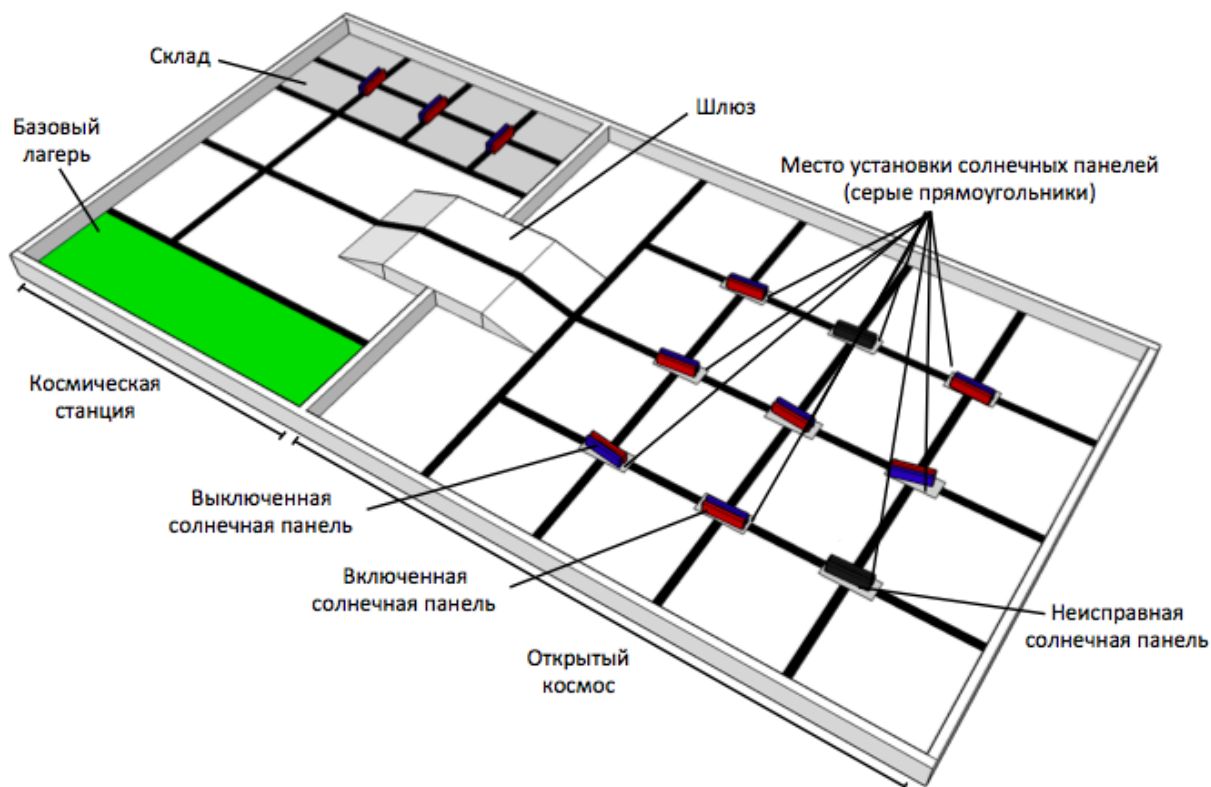 Склад
Базовый
лагерь
Шлюз
Место установки солнечных панелей
(серые прямоугольники)
Космическая
станция
Выключенная
солнечная панель
Включенная
солнечная панель
Открытый
космос
Неисправная
солнечная панель